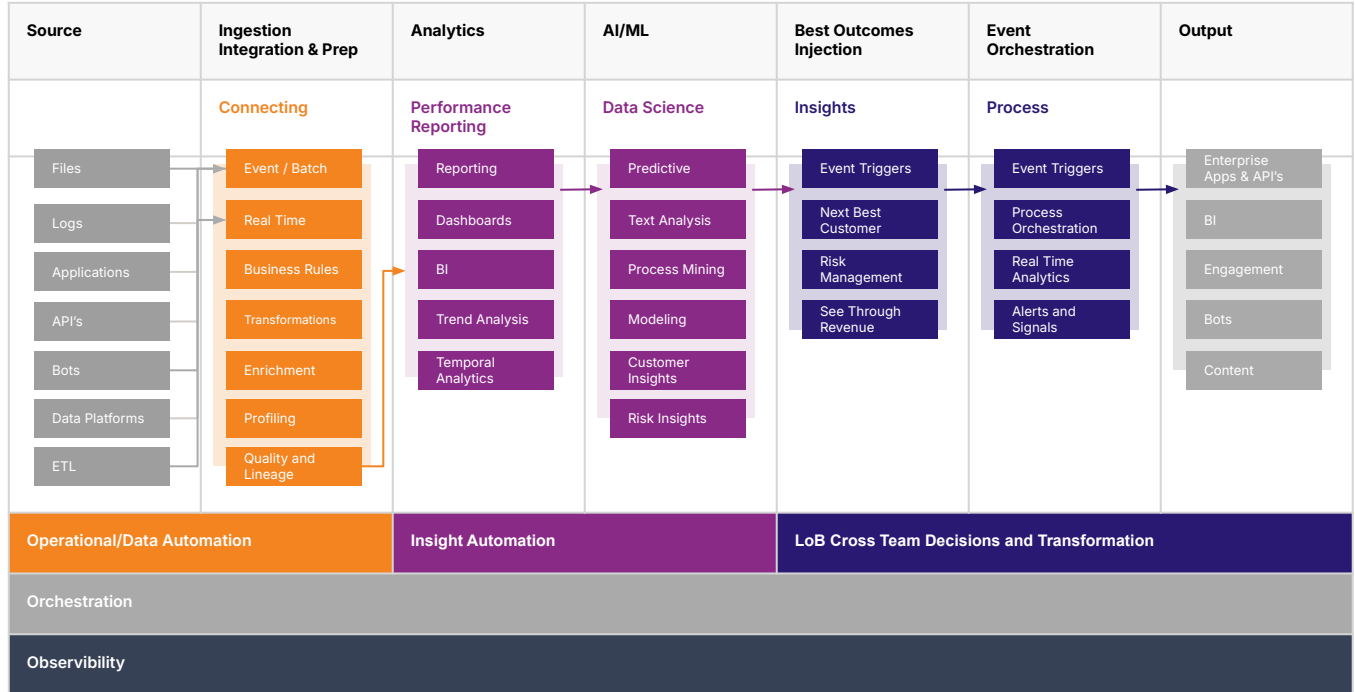 Source
Ingestion
Integration & Prep
Analytics
AI/ML
Best Outcomes
Injection
Event
Orchestration
Output
Connecting
Performance
Reporting
Data Science
Insights
Process
Files
Logs
Applications
API's
Bots
Data Platforms
ETL
Event / Batch
Real Time
Business Rules
Transformations
Enrichment
Profiling
Quality and
Lineage
Reporting
Dashboards
BI
Trend Analysis
Temporal
Analytics
Predictive
Text Analysis
Process Mining
Modeling
Customer
Insights
Risk Insights
Event Triggers
Next Best
Customer
Risk
Management
See Through
Revenue
Event Triggers
Process
Orchestration
Real Time
Analytics
Alerts and
Signals
Enterprise
Apps & API's
BI
Engagement
Bots
Content
Operational/Data Automation
Insight Automation
LoB Cross Team Decisions and Transformation
Orchestration
Observibility